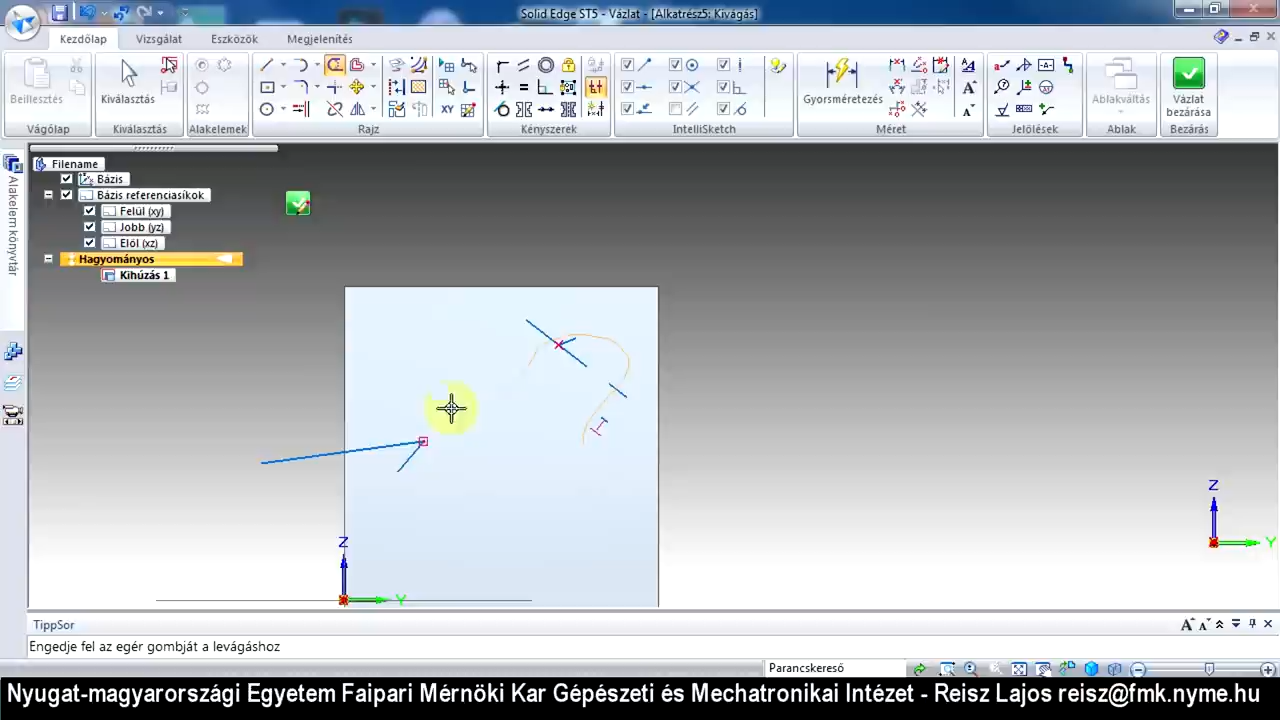 Solid Edge ST5 - Vázlat - [Alkatrész5: Kivágás]
Kezdőlap
Vizsgálat
Eszközök
Megjelenítés
Beillesztés
Kiválasztás
Gyorsméretezés
Ablakváltás
Vázlat
bezárása
Vágólap
Kiválasztás
Alakelemek
Rajz
Kényszerek
IntelliSketch
Méret
Jelölések
Ablak
Bezárás
Alakelem könyvtár
Filename
Bázis
Bázis referenciasíkok
Felül (xy)
Jobb (yz)
Elöl (xz)
Hagyományos
Kihúzás 1
Z
Y
Z
Y
TippSor
Engedje fel az egér gombját a levágáshoz
Parancskereső
Nyugat-magyarországi Egyetem Faipari Mérnöki Kar Gépészeti és Mechatronikai Intézet - Reisz Lajos reisz@fmk.nyme.hu